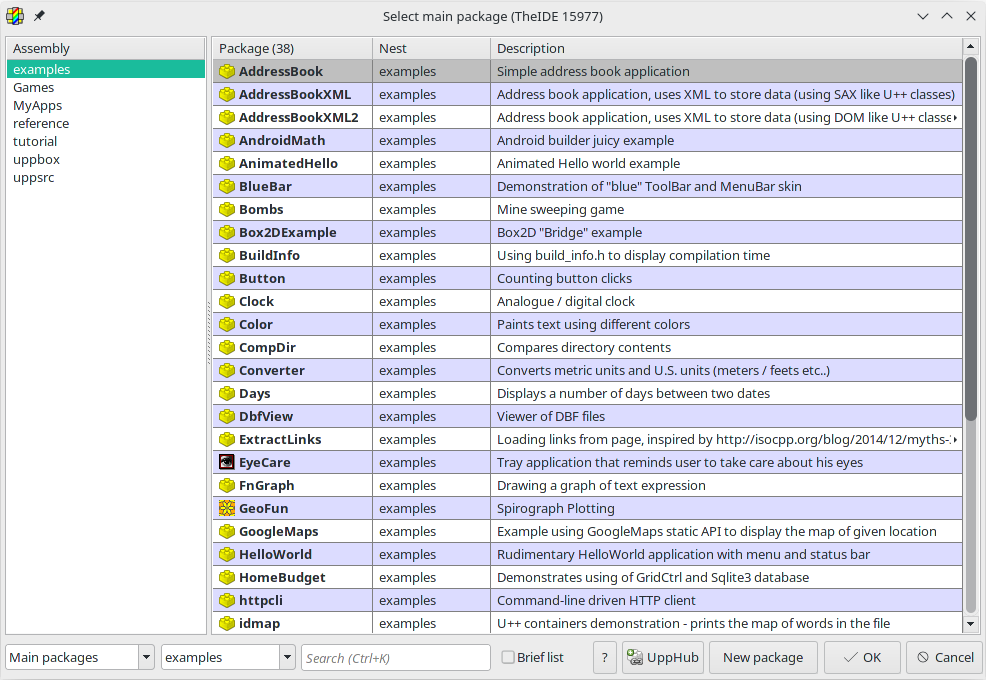 Select main package (TheIDE 15977)
Assembly
examples
Games
MyApps
reference
tutorial
uppbox
uppsrc
Package (38) Nest Description
AddressBook examples Simple address book application
AddressBookXML examples Address book application, uses XML to store data (using SAX like U++ classes)
AddressBookXML2 examples Address book application, uses XML to store data (using DOM like U++ classe
AndroidMath examples Android builder juicy example
AnimatedHello examples Animated Hello world example
BlueBar examples Demonstration of "blue" ToolBar and MenuBar skin
Bombs examples Mine sweeping game
Box2DExample examples Box2D "Bridge" example
BuildInfo examples Using build_info.h to display compilation time
Button examples Counting button clicks
Clock examples Analogue / digital clock
Color examples Paints text using different colors
CompDir examples Compares directory contents
Converter examples Converts metric units and U.S. units (meters / feets etc..)
Days examples Displays a number of days between two dates
DbfView examples Viewer of DBF files
ExtractLinks examples Loading links from page, inspired by http://isocpp.org/blog/2014/12/myths-
EyeCare examples Tray application that reminds user to take care about his eyes
FnGraph examples Drawing a graph of text expression
GeoFun examples Spirograph Plotting
GoogleMaps examples Example using GoogleMaps static API to display the map of given location
HelloWorld examples Rudimentary HelloWorld application with menu and status bar
HomeBudget examples Demonstrates using of GridCtrl and Sqlite3 database
httpcli examples Command-line driven HTTP client
idmap examples U++ containers demonstration - prints the map of words in the file
Main packages examples Search (Ctrl+K) Brief list ? UppHub New package OK Cancel